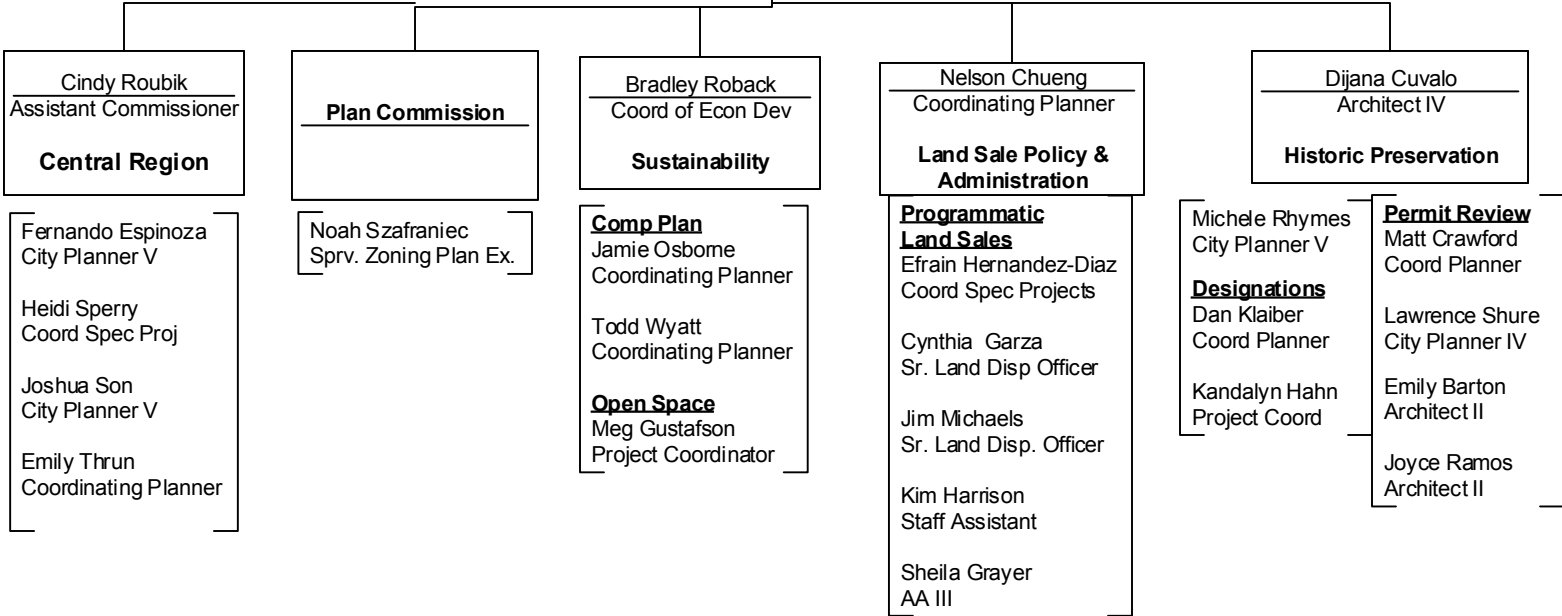 Cindy Roubik
Assistant Commissioner
Central Region
Fernando Espinoza
City Planner V
Heidi Sperry
Coord Spec Proj
Joshua Son
City Planner V
Emily Thrun
Coordinating Planner
Plan Commission
Noah Szafraniec
Sprv. Zoning Plan Ex.
Bradley Roback
Coord of Econ Dev
Sustainability
Comp Plan
Jamie Osborne
Coordinating Planner
Todd Wyatt
Coordinating Planner
Open Space
Meg Gustafson
Project Coordinator
Nelson Chueng
Coordinating Planner
Land Sale Policy &
Administration
Programmatic
Land Sales
Efrain Hernandez-Diaz
Coord Spec Projects
Cynthia Garza
Sr. Land Disp Officer
Jim Michaels
Sr. Land Disp. Officer
Kim Harrison
Staff Assistant
Sheila Grayer
AA III
Dijana Cuvalo
Architect IV
Historic Preservation
Michele Rhymes
City Planner V
Designations
Dan Klaiber
Coord Planner
Kandalyn Hahn
Project Coord
Permit Review
Matt Crawford
Coord Planner
Lawrence Shure
City Planner IV
Emily Barton
Architect II
Joyce Ramos
Architect II